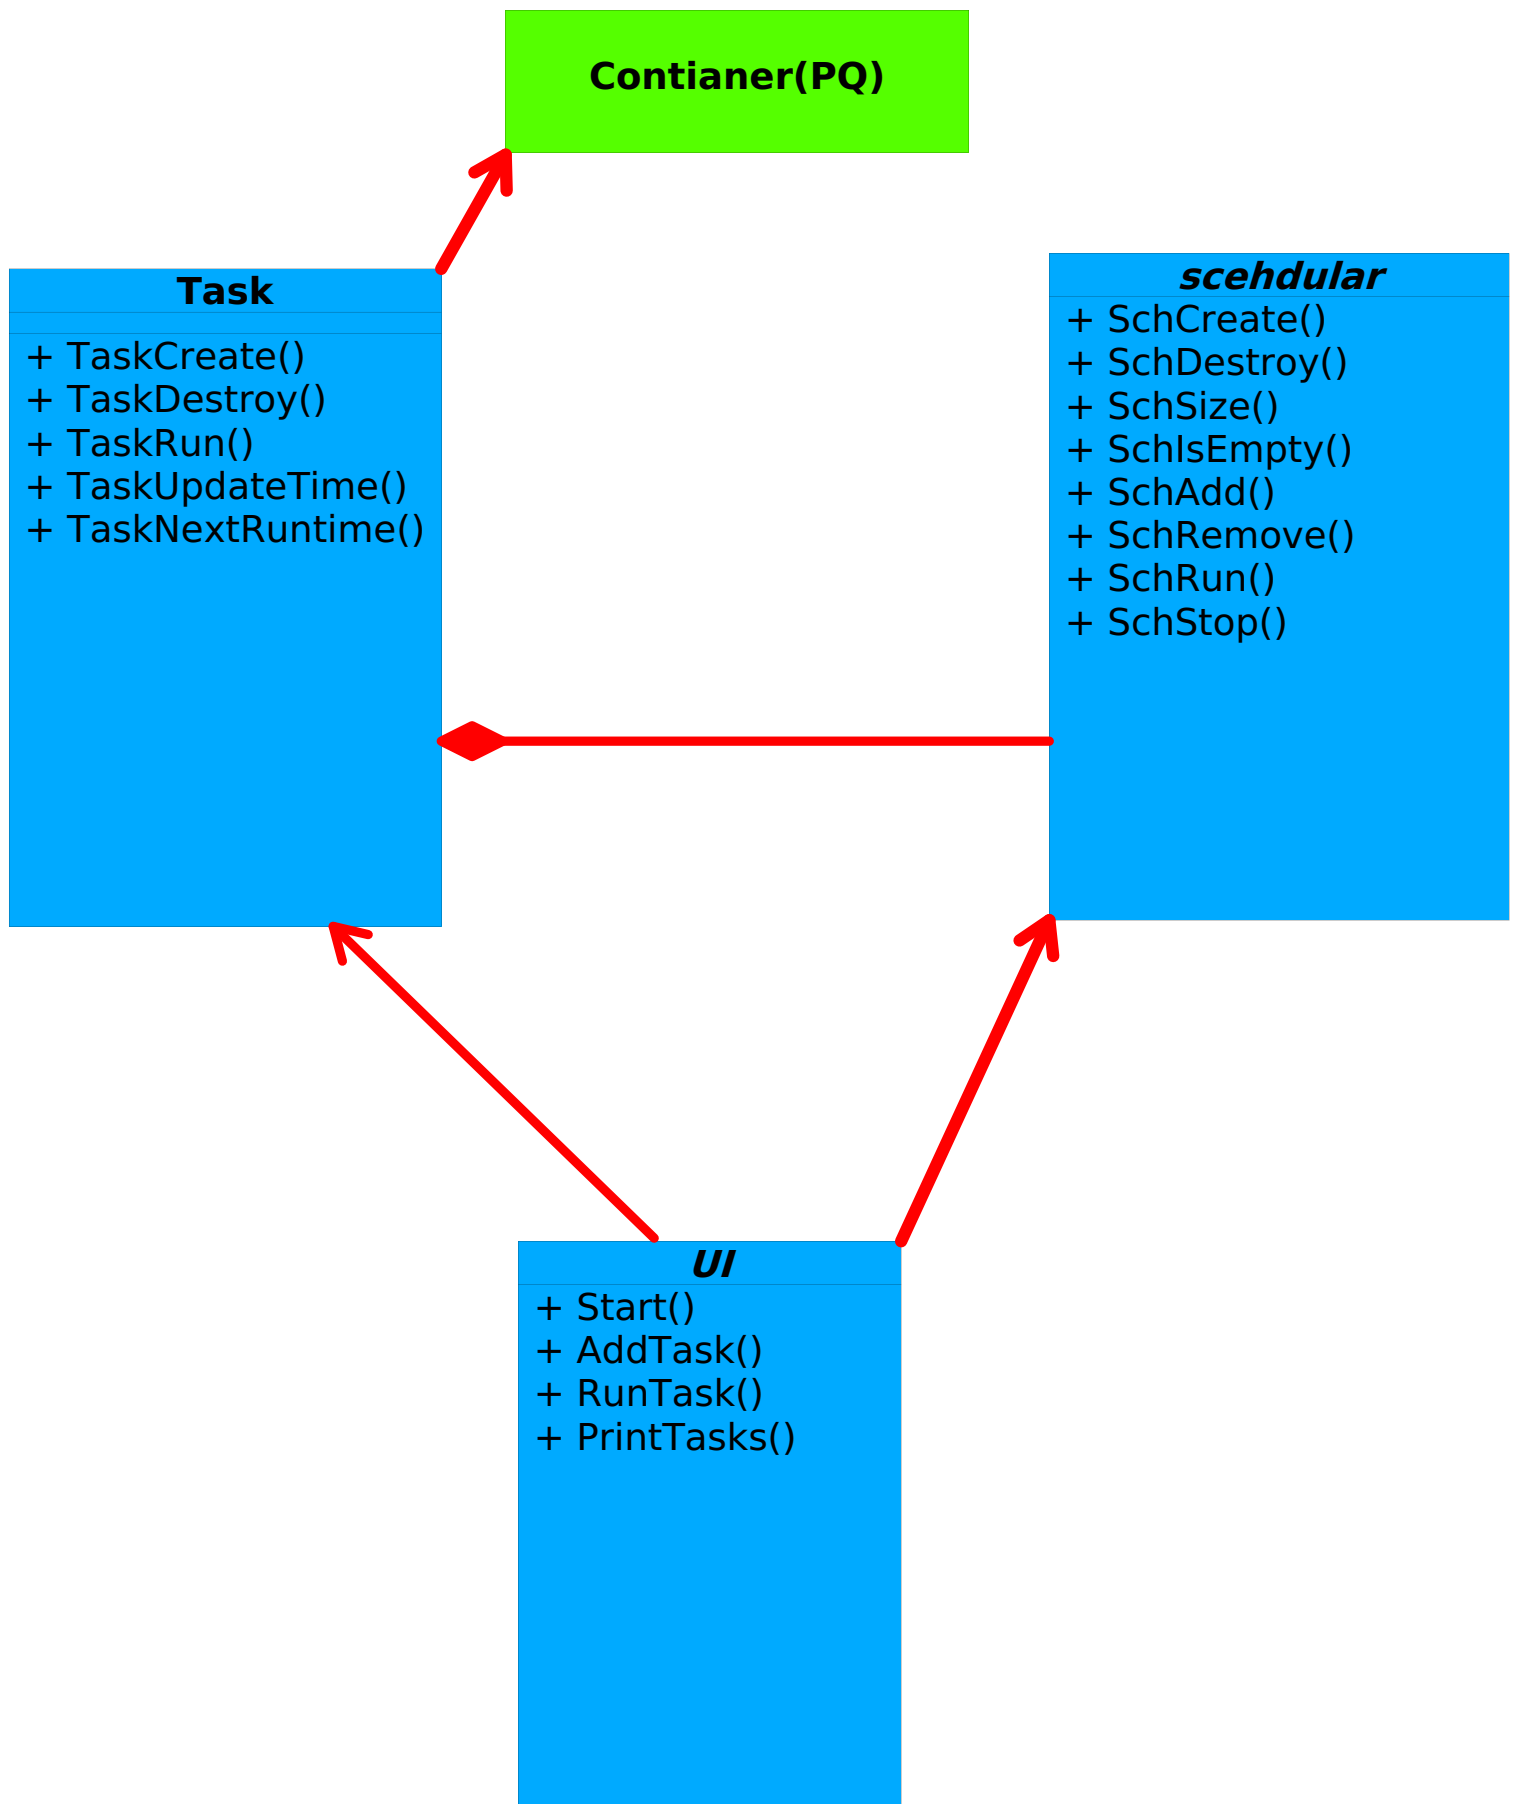 Contianer(PQ)
Task
+ TaskCreate()
+ TaskDestroy()
+ TaskRun()
+ TaskUpdateTime()
+ TaskNextRuntime()
scehdular
+ SchCreate()
+ SchDestroy()
+ SchSize()
+ SchIsEmpty()
+ SchAdd()
+ SchRemove()
+ SchRun()
+ SchStop()
UI
+ Start()
+ AddTask()
+ RunTask()
+ PrintTasks()